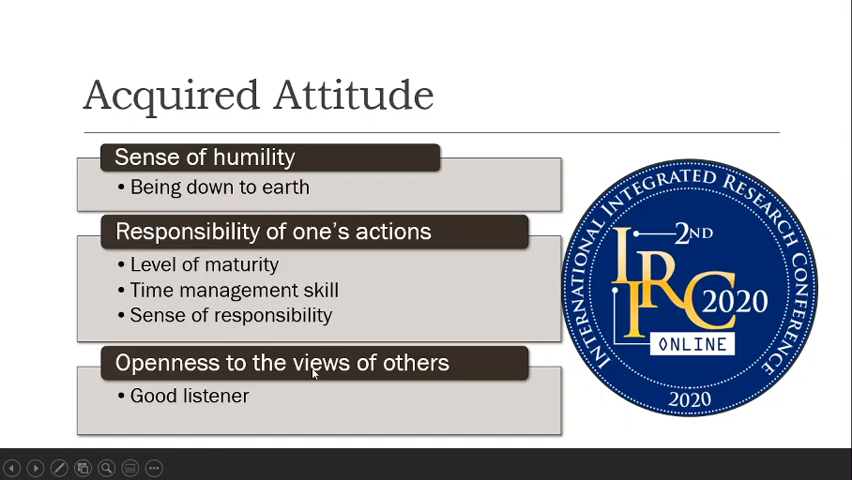 Acquired Attitude
Sense of humility
• Being down to earth
Responsibility of one's actions
• Level of maturity
• Time management skill
• Sense of responsibility
Openness to the views of others
• Good listener
INTERNATIONAL INTEGRATED RESEARCH CONFERENCE
2ND
IIRC
2020
ONLINE
2020